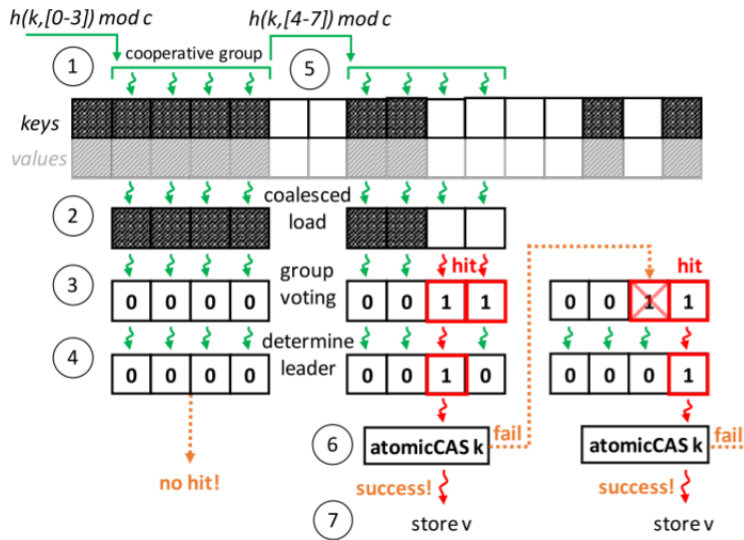 h(k,[0-3]) mod c
h(k,[4-7]) mod c
1
cooperative group
5
keys
values
2
coalesced
load
3
group
voting
hit
hit
0 0 0 0
0 0 1 1
0 0 1 1
4
determine
leader
0 0 0 0
0 0 1 0
0 0 0 1
6
atomicCAS k
fail
atomicCAS k
fail
no hit!
success!
success!
7
store v
store v